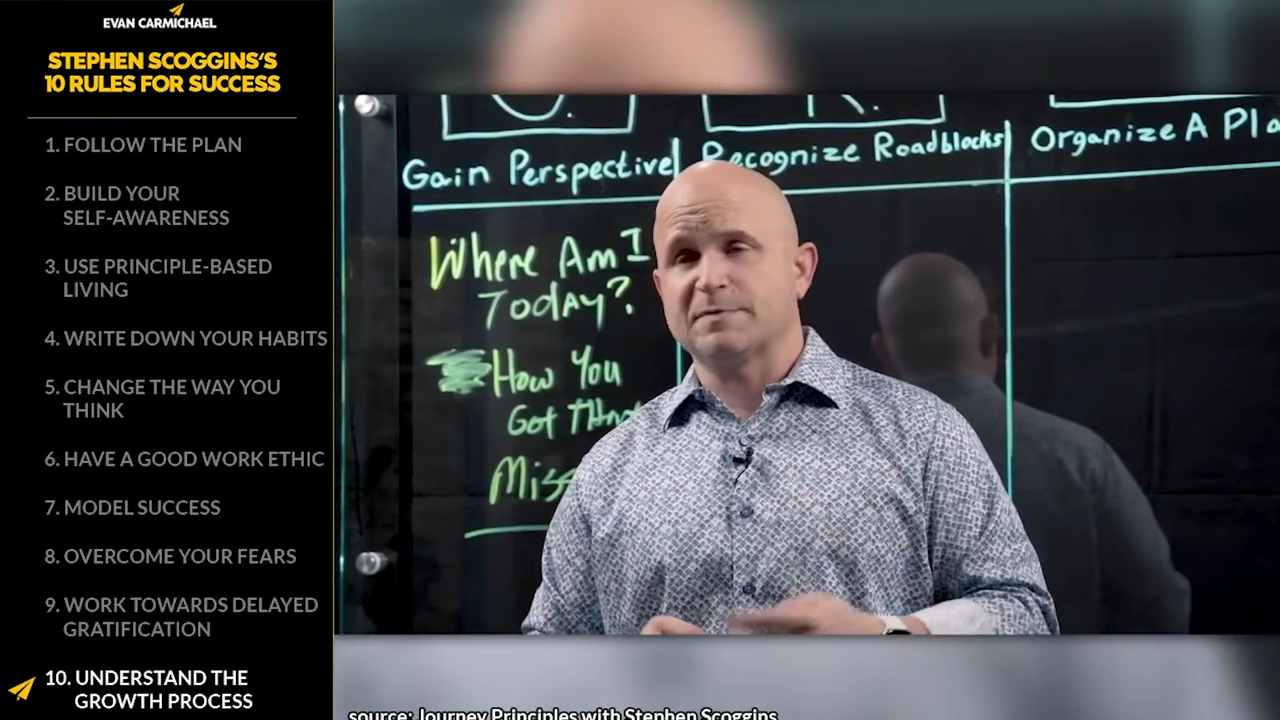 EVAN CARMICHAEL
STEPHEN SCOGGINS'S
10 RULES FOR SUCCESS
1. FOLLOW THE PLAN
2. BUILD YOUR
SELF-AWARENESS
3. USE PRINCIPLE-BASED
LIVING
4. WRITE DOWN YOUR HABITS
5. CHANGE THE WAY YOU
THINK
6. HAVE A GOOD WORK ETHIC
7. MODEL SUCCESS
8. OVERCOME YOUR FEARS
9. WORK TOWARDS DELAYED
GRATIFICATION
10. UNDERSTAND THE
GROWTH PROCESS
Gain Perspective
Recognize Roadblocks
Organize A
Where Am I
Today?
How You
Got
source: Journey Principles with Stephen Scoggins